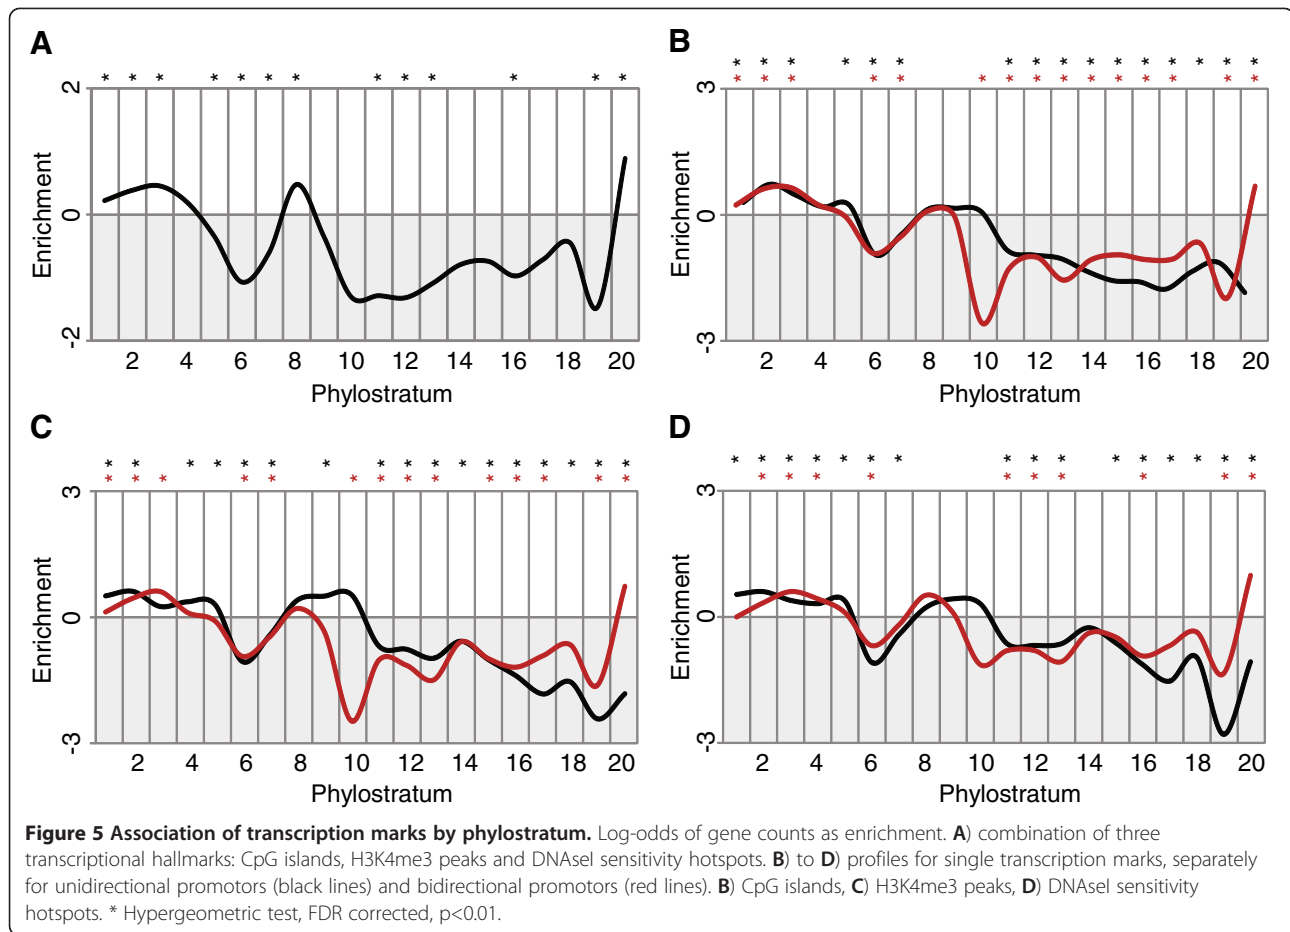 A
* * * * * * * * * * * * *
2
0
-2
Enrichment
2 4 6 8 10 12 14 16 18 20
Phylostratum
B
* * * * * * * * * * * * * * * *
* * * * * * * * * * * * * * *
3
0
-3
Enrichment
2 4 6 8 10 12 14 16 18 20
Phylostratum
C
* * * * * * * * * * * * * * * * *
* * * * * * * * * * * * * *
3
0
-3
Enrichment
2 4 6 8 10 12 14 16 18 20
Phylostratum
D
* * * * * * * * * * * * * * * *
* * * * * * * * * *
3
0
-3
Enrichment
2 4 6 8 10 12 14 16 18 20
Phylostratum
Figure 5 Association of transcription marks by phylostratum. Log-odds of gene counts as enrichment. A) combination of three
transcriptional hallmarks: CpG islands, H3K4me3 peaks and DNAseI sensitivity hotspots. B) to D) profiles for single transcription marks, separately
for unidirectional promotors (black lines) and bidirectional promotors (red lines). B) CpG islands, C) H3K4me3 peaks, D) DNAseI sensitivity
hotspots. * Hypergeometric test, FDR corrected, p<0.01.